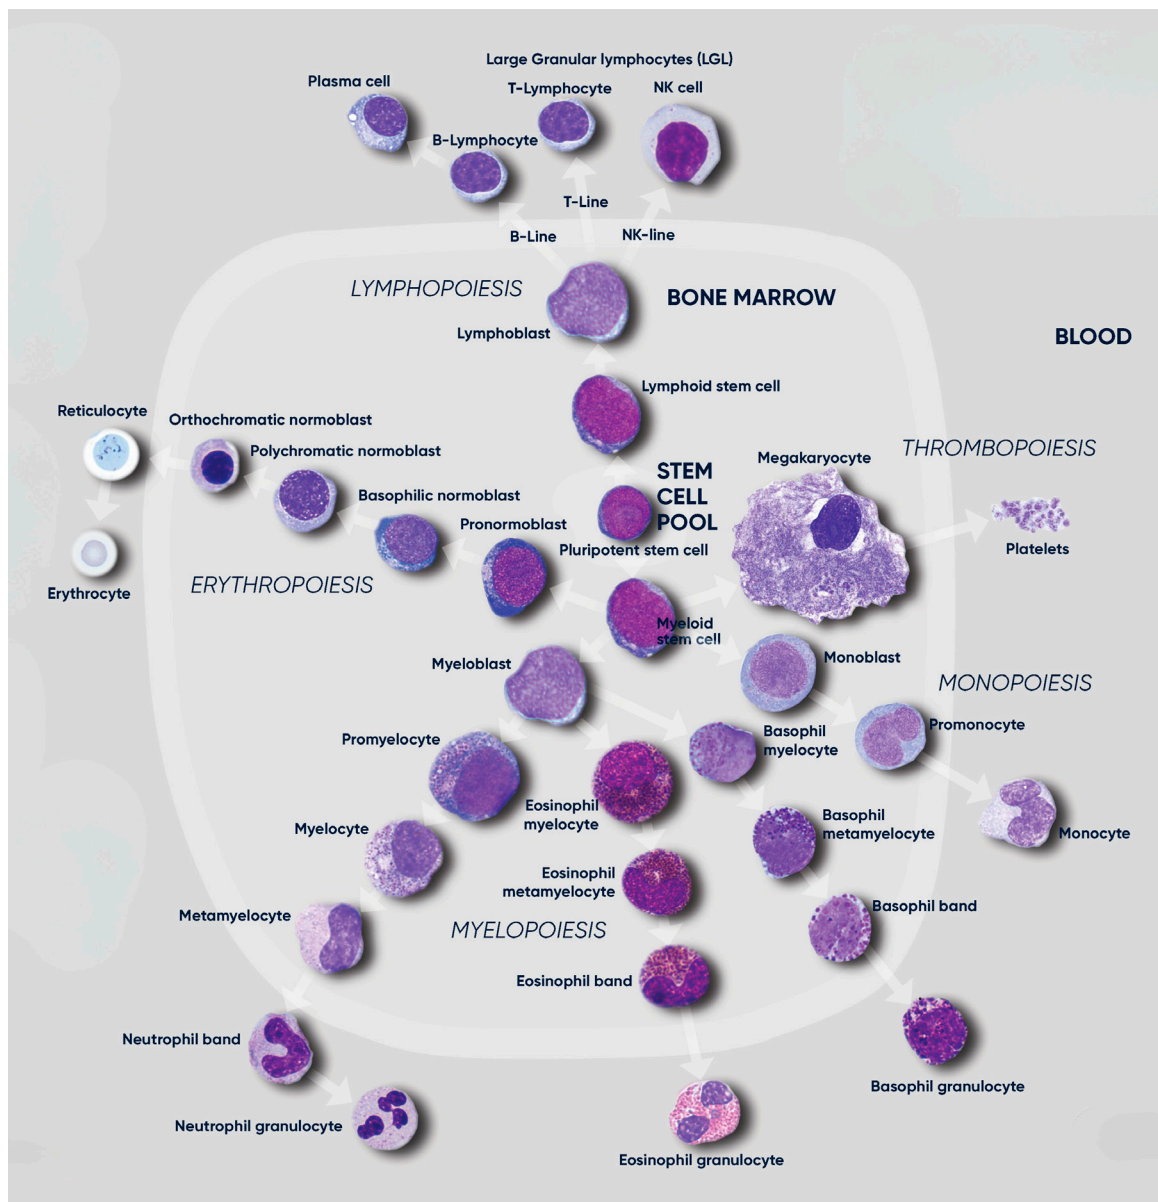 Large Granular lymphocytes (LGL)
Plasma cell
T-Lymphocyte
NK cell
B-Lymphocyte
T-Line
B-Line
NK-line
LYMPHOPOIESIS
BONE MARROW
Lymphoblast
BLOOD
Lymphoid stem cell
Reticulocyte
Orthochromatic normoblast
Polychromatic normoblast
THROMBOPOIESIS
Megakaryocyte
STEM
CELL
POOL
Basophilic normoblast
Pronormoblast
Pluripotent stem cell
Platelets
ERYTHROPOIESIS
Erythrocyte
Myeloid
stem cell
Myeloblast
Monoblast
MONOPOIESIS
Promonocyte
Promyelocyte
Basophil
myelocyte
Eosinophil
myelocyte
Myelocyte
Basophil
metamyelocyte
Monocyte
Eosinophil
metamyelocyte
Metamyelocyte
Basophil band
MYELOPOIESIS
Eosinophil band
Neutrophil band
Basophil granulocyte
Neutrophil granulocyte
Eosinophil granulocyte